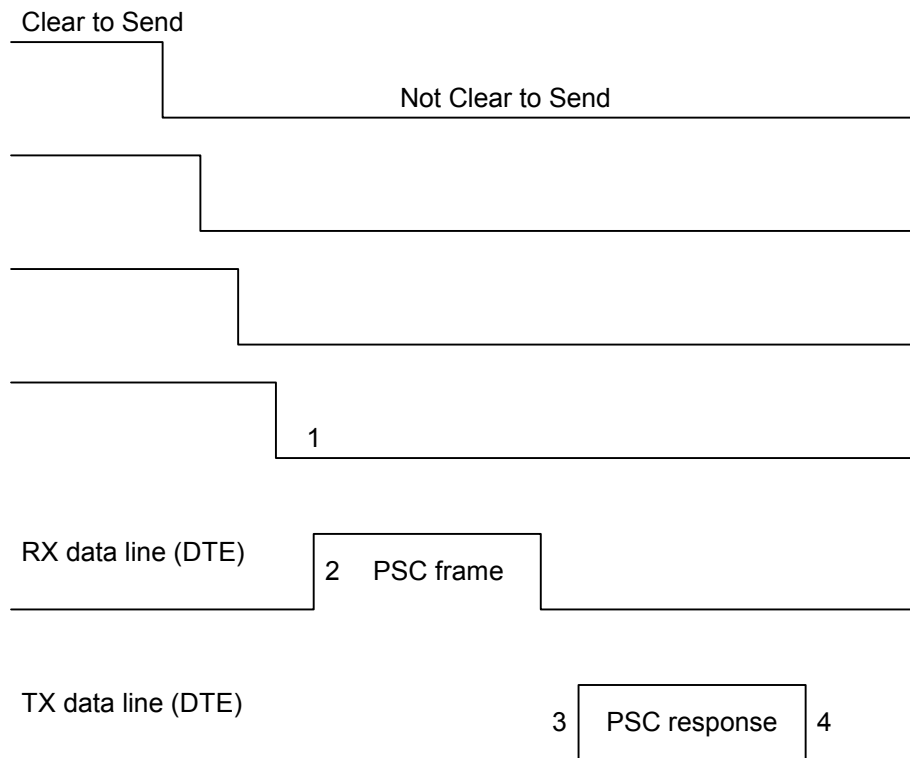 Clear to Send
Not Clear to Send
1
RX data line (DTE)
2 PSC frame
TX data line (DTE)
3 PSC response 4